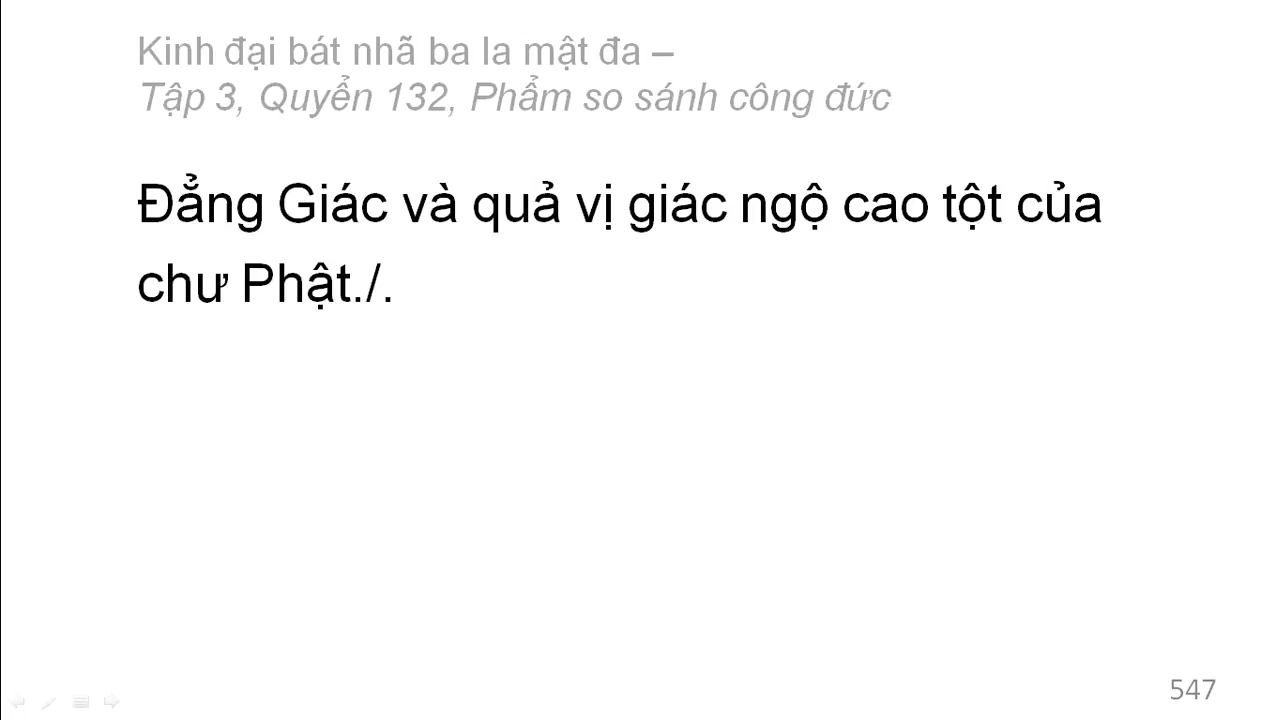 Kinh đại bát nhã ba la mật đa –
Tập 3, Quyển 132, Phẩm so sánh công đức
Đẳng Giác và quả vị giác ngộ cao tột của
chư Phật./.
547